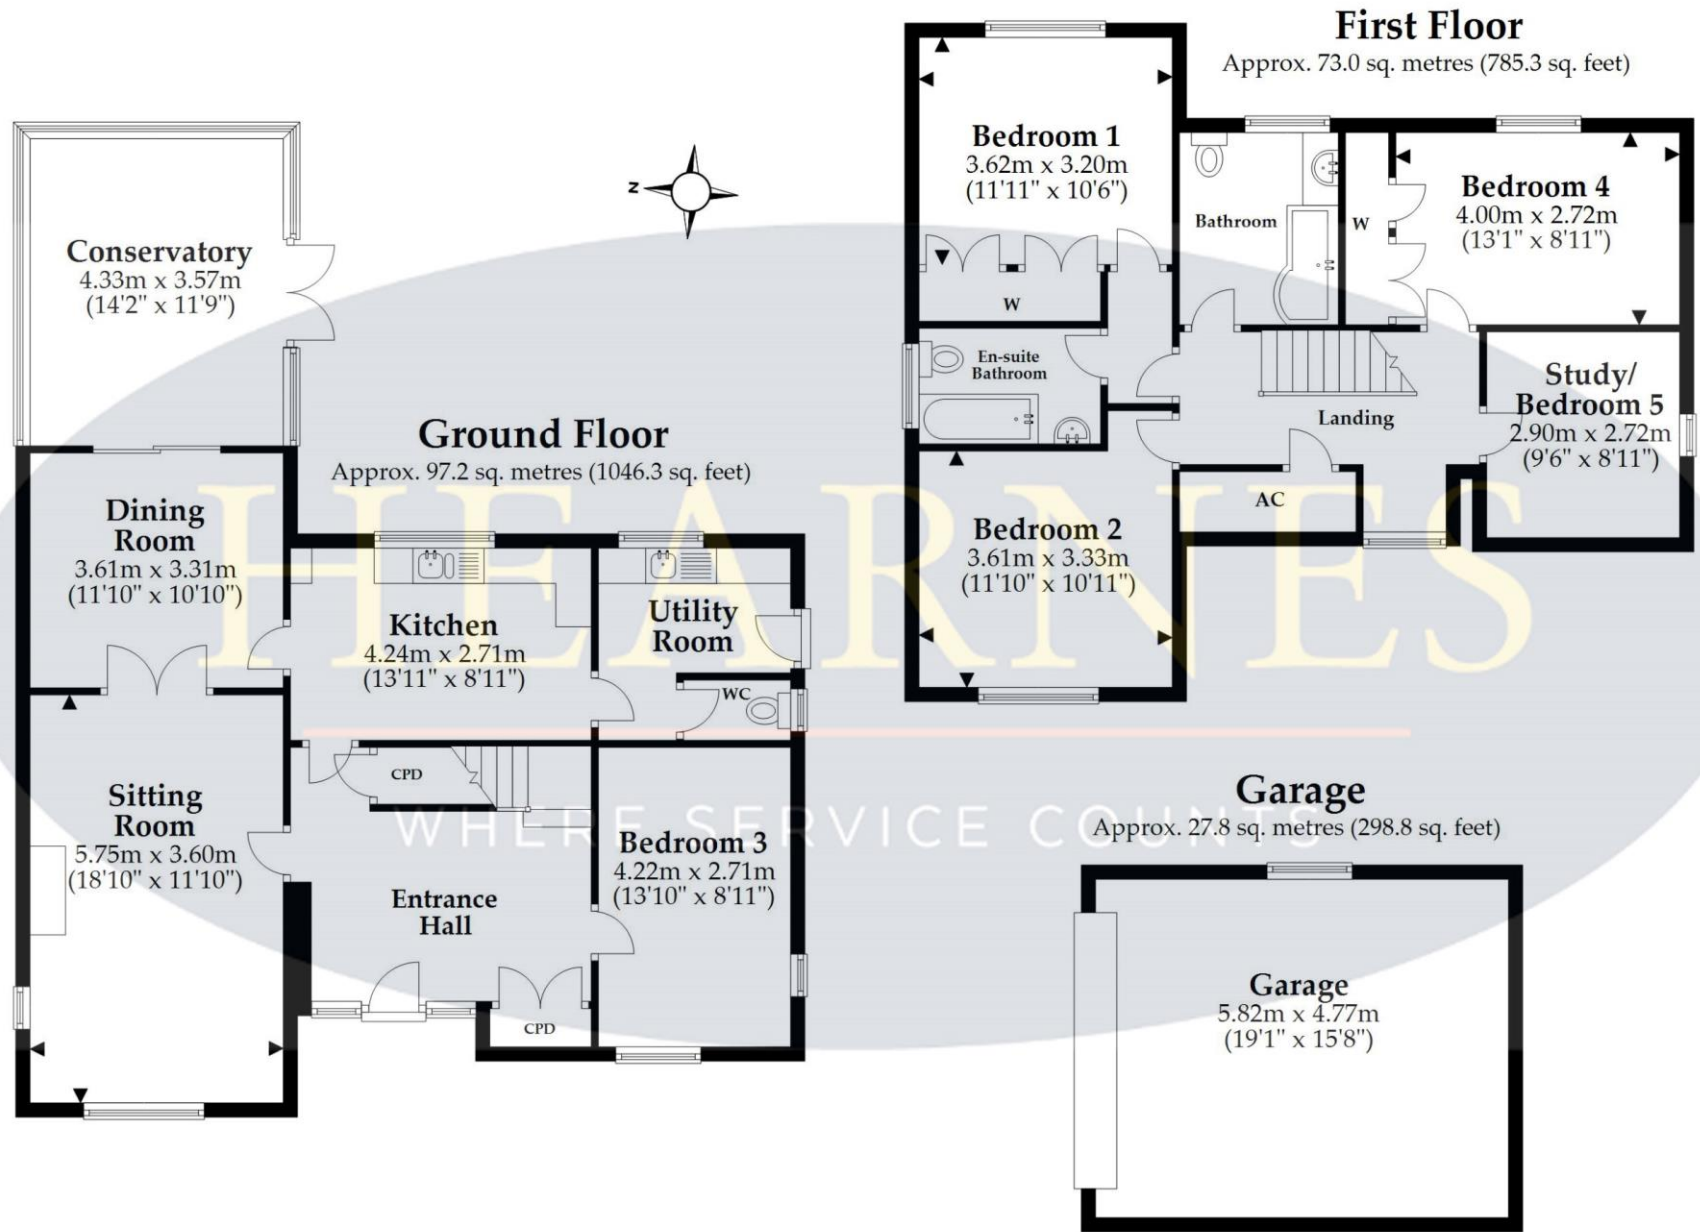 First Floor
Approx. 73.0 sq. metres (785.3 sq. feet)
Bedroom 1
3.62m x 3.20m
(11'11" x 10'6")
Bathroom
W
Bedroom 4
4.00m x 2.72m
(13'1" x 8'11")
W
En-suite
Bathroom
Landing
Study/
Bedroom 5
2.90m x 2.72m
(9'6" x 8'11")
AC
Bedroom 2
3.61m x 3.33m
(11'10" x 10'11")
N
Conservatory
4.33m x 3.57m
(14'2" x 11'9")
Ground Floor
Approx. 97.2 sq. metres (1046.3 sq. feet)
Dining
Room
3.61m x 3.31m
(11'10" x 10'10")
Kitchen
4.24m x 2.71m
(13'11" x 8'11")
Utility
Room
WC
CPD
Sitting
Room
5.75m x 3.60m
(18'10" x 11'10")
Entrance
Hall
Bedroom 3
4.22m x 2.71m
(13'10" x 8'11")
CPD
Garage
Approx. 27.8 sq. metres (298.8 sq. feet)
Garage
5.82m x 4.77m
(19'1" x 15'8")
HEARNES
WHERE SERVICE COUNTS